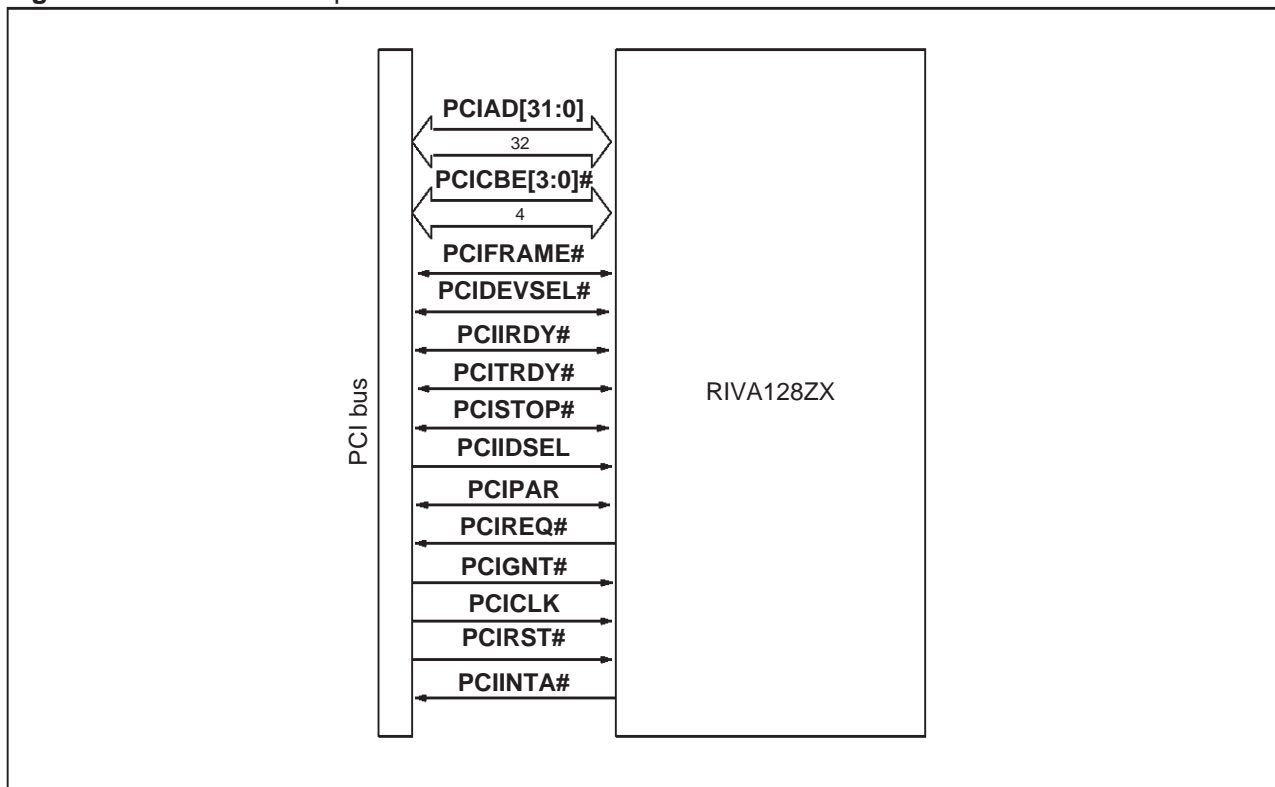 PCIAD[31:0]
32
PCICBE[3:0]#
4
PCIFRAME#
PCIDEVSEL#
PCIIRDY#
PCITRDY#
PCISTOP#
PCIIDSEL
PCIPAR
PCIREQ#
PCIGNT#
PCICLK
PCIRST#
PCIINTA#
PCI bus
RIVA128ZX